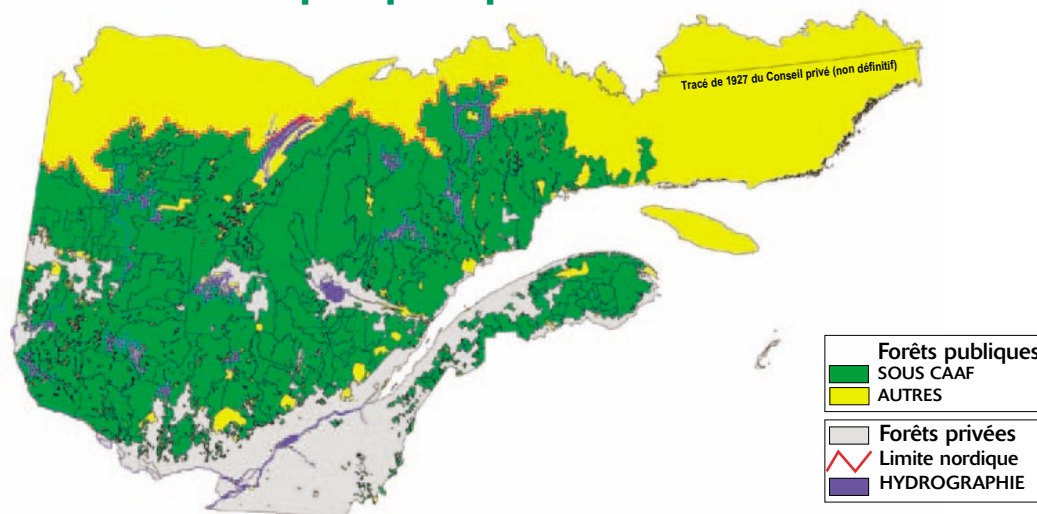 Tracé de 1927 du Conseil privé (non définitif)
Forêts publiques
SOUS CAAF
AUTRES
Forêts privées
Limite nordique
HYDROGRAPHIE